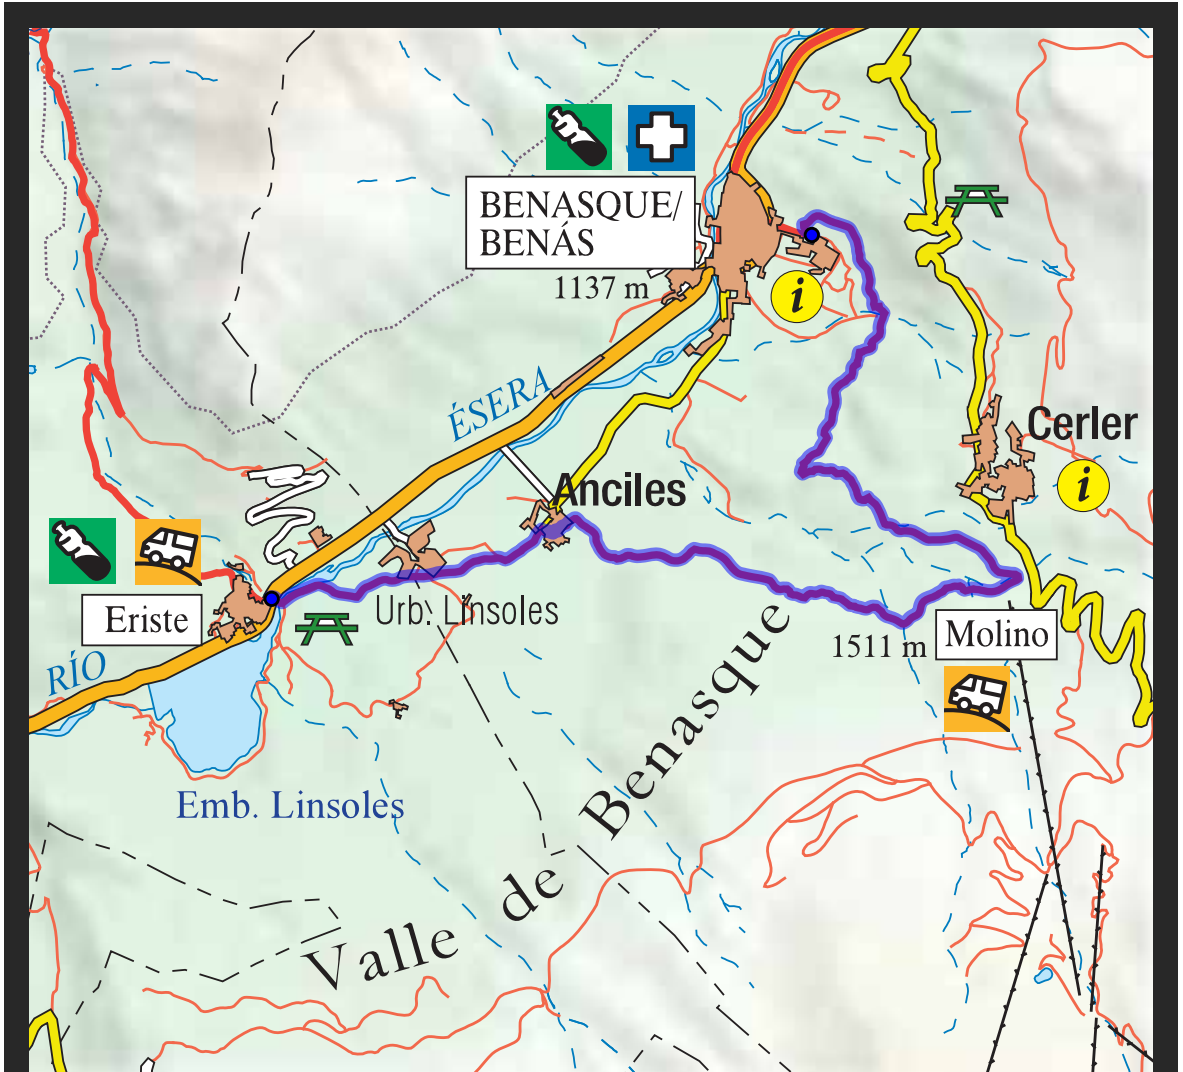 BENASQUE/
BENÁS
1137 m
i
ÉSERA
Cerler
i
Anciles
Eriste
Urb. Linsoles
1511 m
Molino
RÍO
Emb. Linsoles
Valle de Benasque